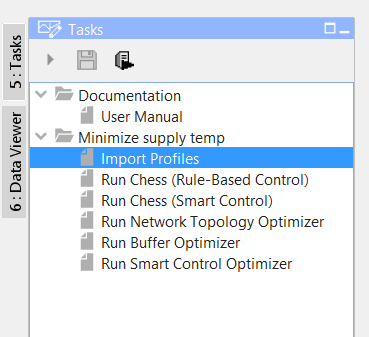 Tasks
5 : Tasks
6 : Data Viewer
Documentation
User Manual
Minimize supply temp
Import Profiles
Run Chess (Rule-Based Control)
Run Chess (Smart Control)
Run Network Topology Optimizer
Run Buffer Optimizer
Run Smart Control Optimizer